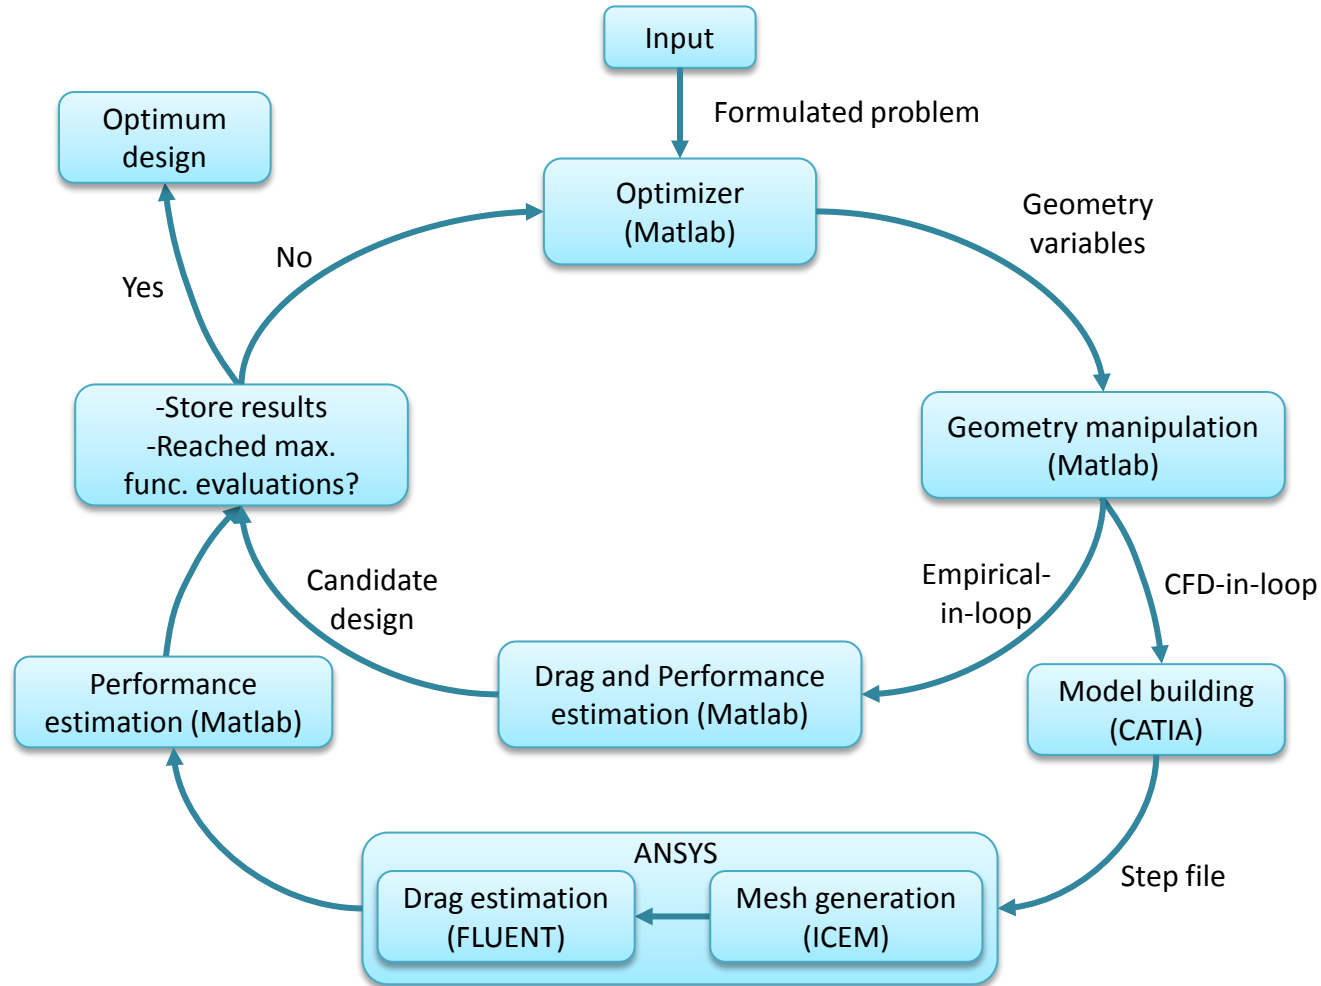 Input
Formulated problem
Optimum
design
Optimizer
(Matlab)
Geometry
variables
No
Yes
-Store results
-Reached max.
func. evaluations?
Geometry manipulation
(Matlab)
Candidate
design
Empirical-
in-loop
CFD-in-loop
Performance
estimation (Matlab)
Drag and Performance
estimation (Matlab)
Model building
(CATIA)
ANSYS
Step file
Drag estimation
(FLUENT)
Mesh generation
(ICEM)